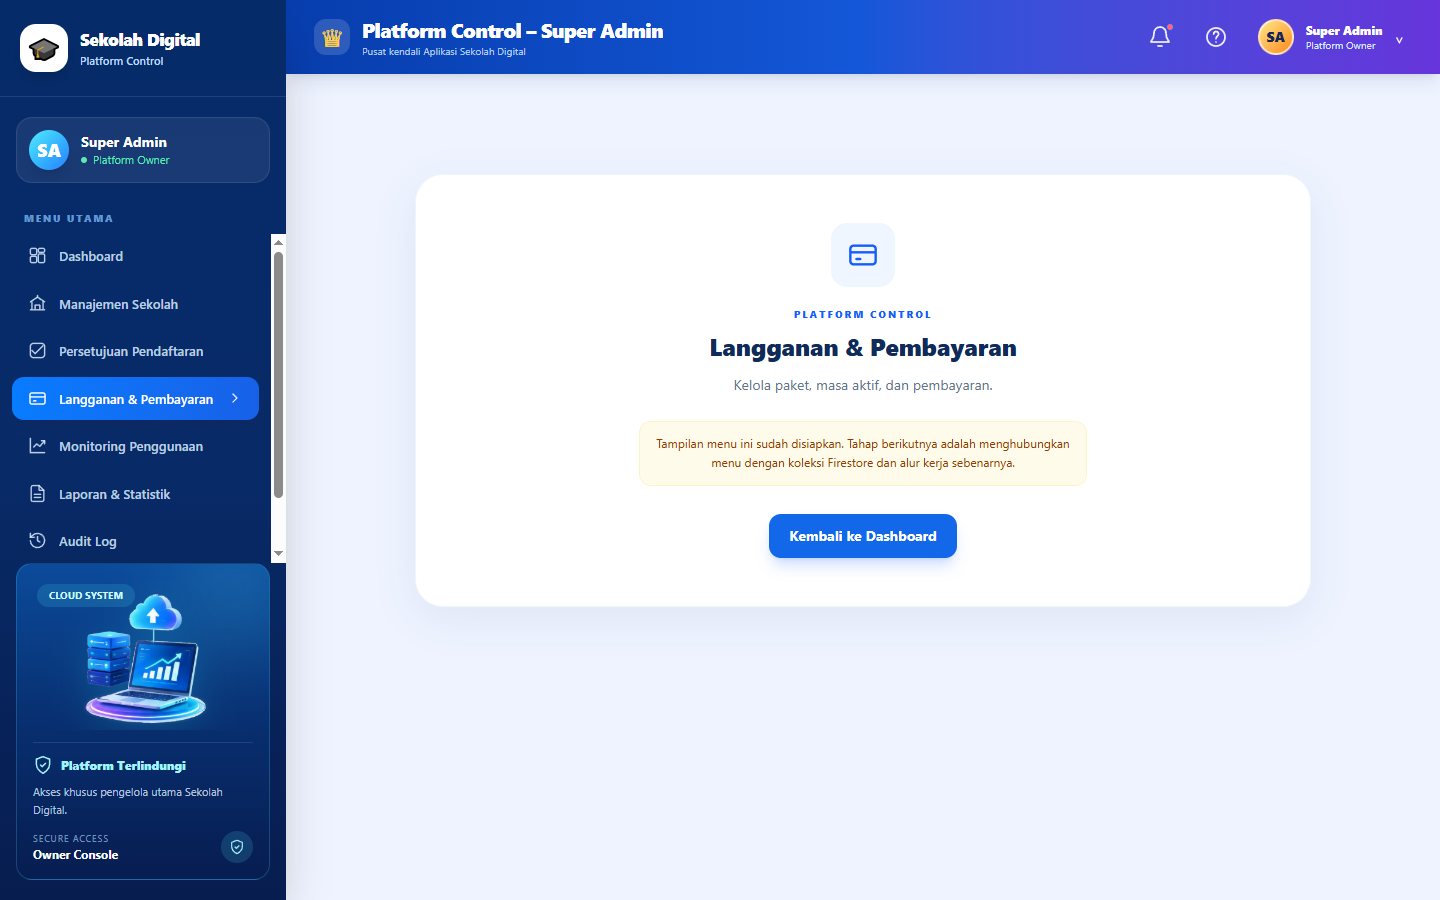 Sekolah Digital
Platform Control
SA
Super Admin
Platform Owner
MENU UTAMA
Dashboard
Manajemen Sekolah
Persetujuan Pendaftaran
Langganan & Pembayaran
Monitoring Penggunaan
Laporan & Statistik
Audit Log
CLOUD SYSTEM
Platform Terlindungi
Akses khusus pengelola utama Sekolah
Digital.
SECURE ACCESS
Owner Console
Platform Control – Super Admin
Pusat kendali Aplikasi Sekolah Digital
SA
Super Admin
Platform Owner
PLATFORM CONTROL
Langganan & Pembayaran
Kelola paket, masa aktif, dan pembayaran.
Tampilan menu ini sudah disiapkan. Tahap berikutnya adalah menghubungkan
menu dengan koleksi Firestore dan alur kerja sebenarnya.
Kembali ke Dashboard